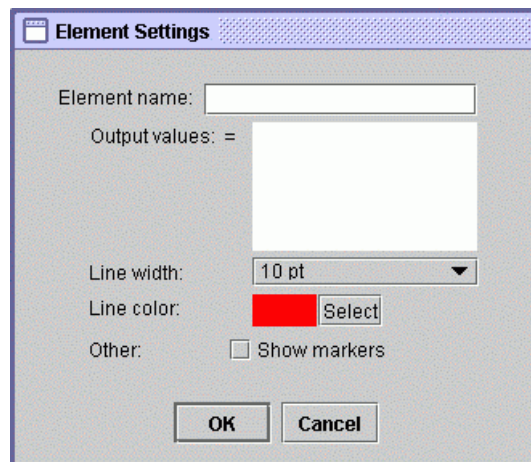 Element Settings
Element name:
Output values: =
Line width: 10 pt
Line color: Select
Other: Show markers
OK Cancel